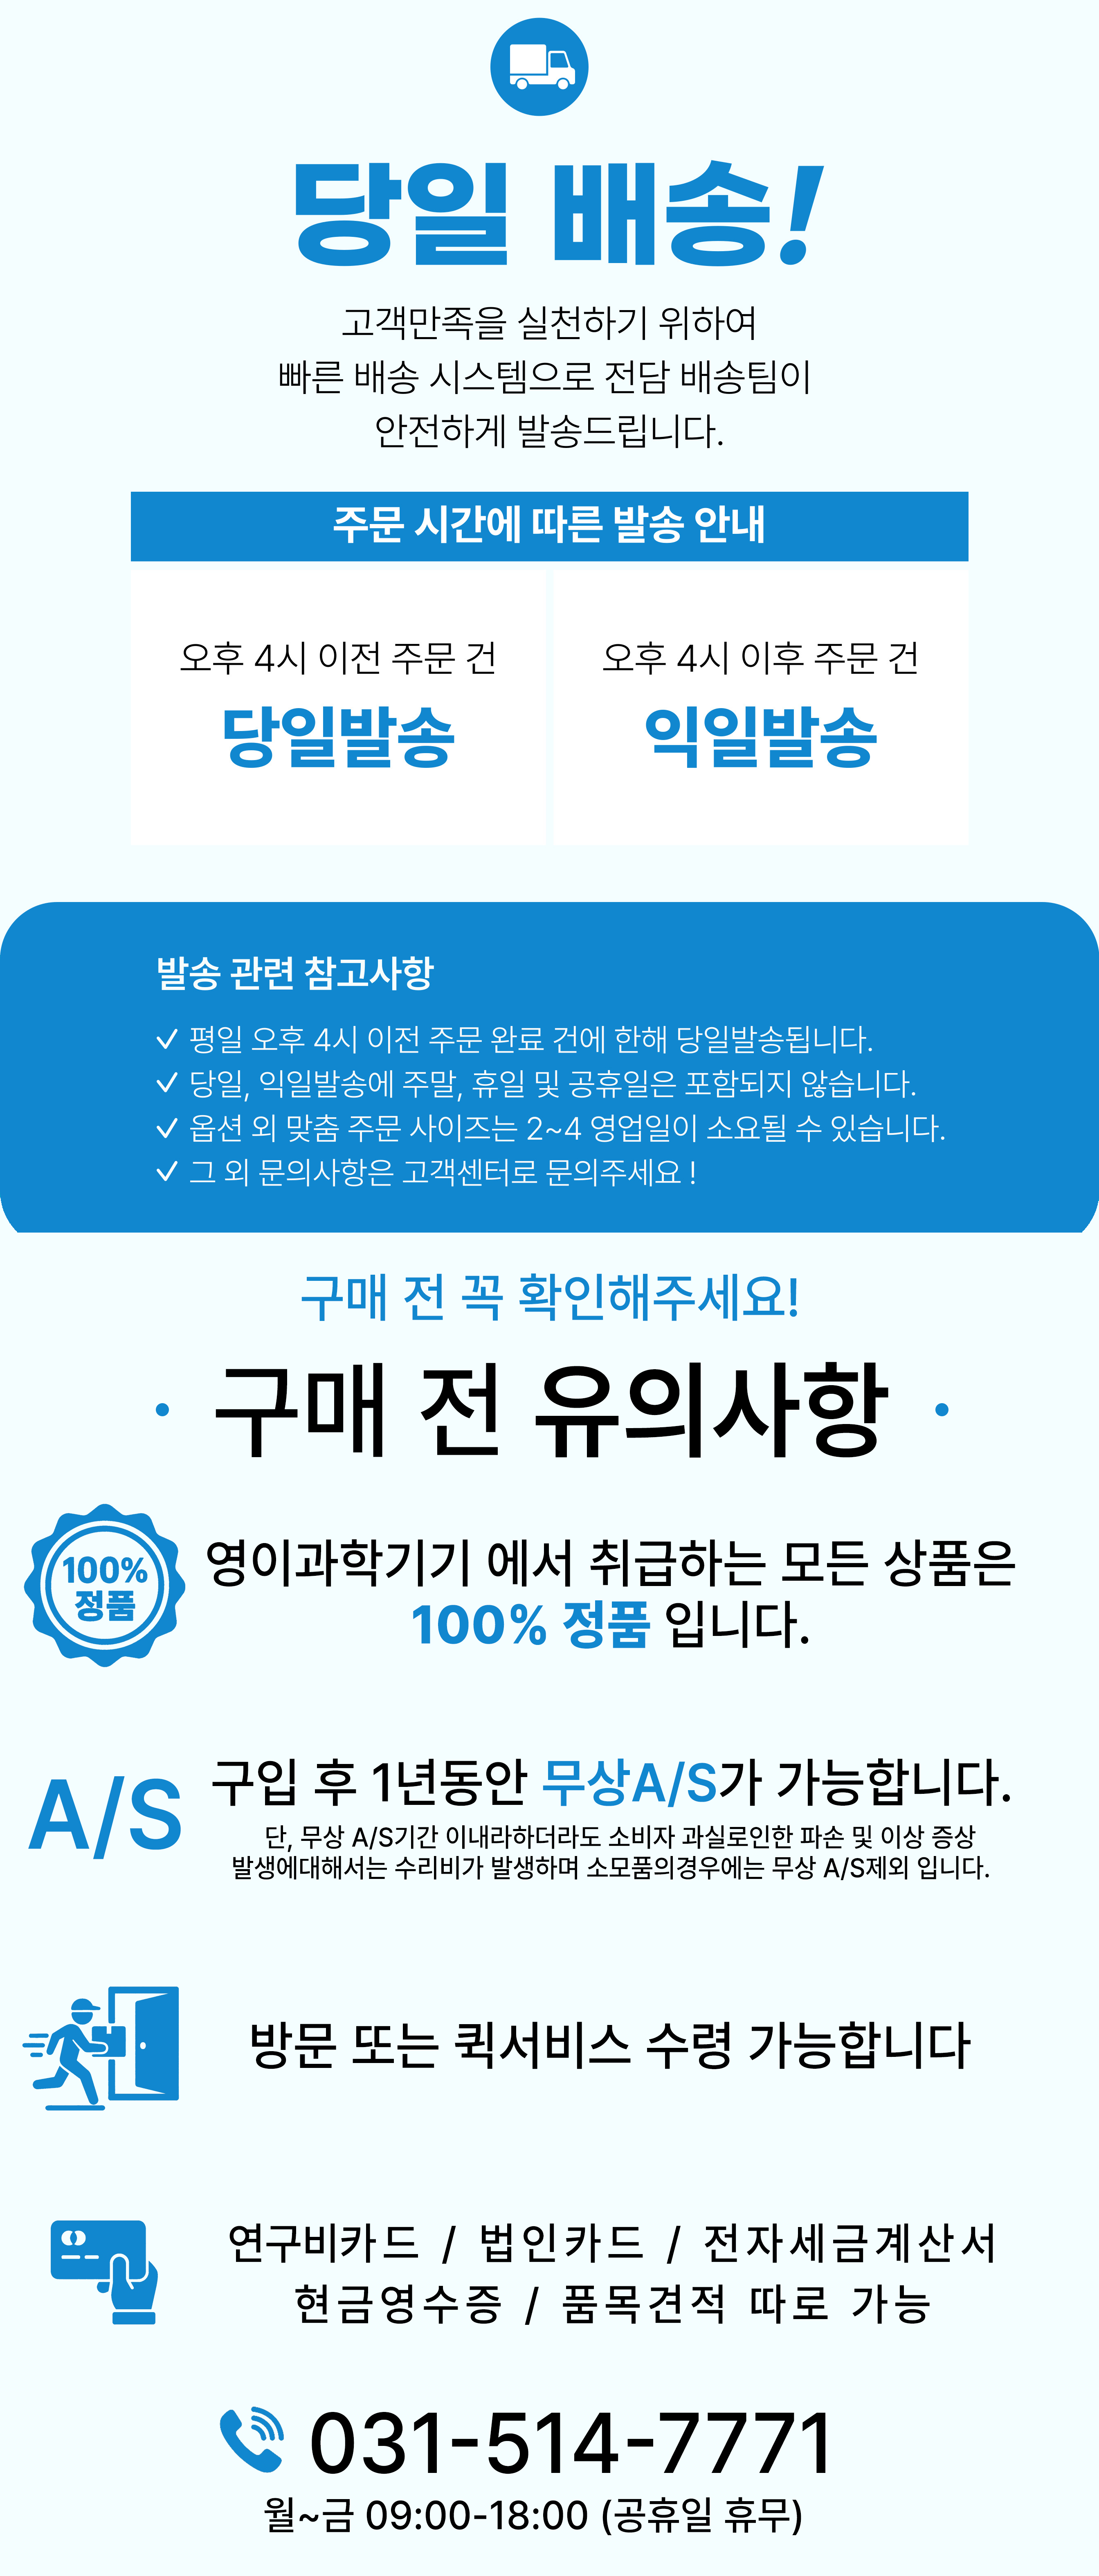 당일 배송!
고객만족을 실천하기 위하여
빠른 배송 시스템으로 전담 배송팀이
안전하게 발송드립니다.
주문 시간에 따른 발송 안내
오후 4시 이전 주문 건
당일발송
오후 4시 이후 주문 건
익일발송
발송 관련 참고사항
평일 오후 4시 이전 주문 완료 건에 한해 당일발송됩니다.
당일, 익일발송에 주말, 휴일 및 공휴일은 포함되지 않습니다.
옵션 외 맞춤 주문 사이즈는 2~4 영업일이 소요될 수 있습니다.
그 외 문의사항은 고객센터로 문의주세요 !
구매 전 꼭 확인해주세요!
· 구매 전 유의사항 ·
100%
정품
영이과학기기 에서 취급하는 모든 상품은
100% 정품 입니다.
A/S
구입 후 1년동안 무상A/S가 가능합니다.
단, 무상 A/S기간 이내라하더라도 소비자 과실로인한 파손 및 이상 증상
발생에대해서는 수리비가 발생하며 소모품의경우에는 무상 A/S제외 입니다.
방문 또는 퀵서비스 수령 가능합니다
연구비카드 / 법인카드 / 전자세금계산서
현금영수증 / 품목견적 따로 가능
031-514-7771
월~금 09:00-18:00 (공휴일 휴무)